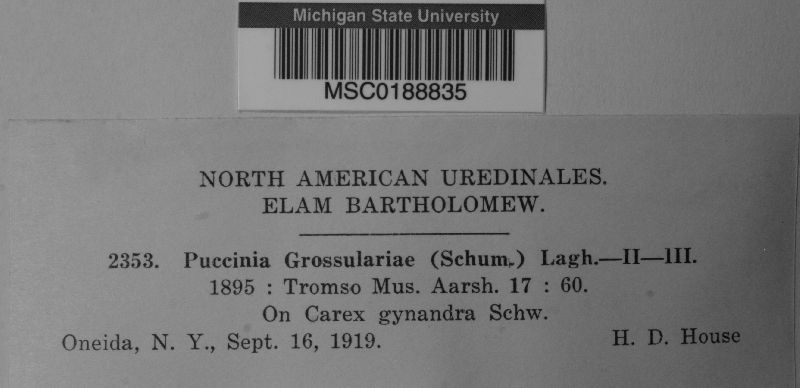 Michigan State University
MSC0188835
NORTH AMERICAN UREDINALES.
ELAM BARTHOLOMEW.
2353. Puccinia Grossulariae (Schum.) Lagh.—II—III.
1895 : Tromso Mus. Aarsh. 17 : 60.
On Carex gynandra Schw.
Oneida, N. Y., Sept. 16, 1919. H. D. House